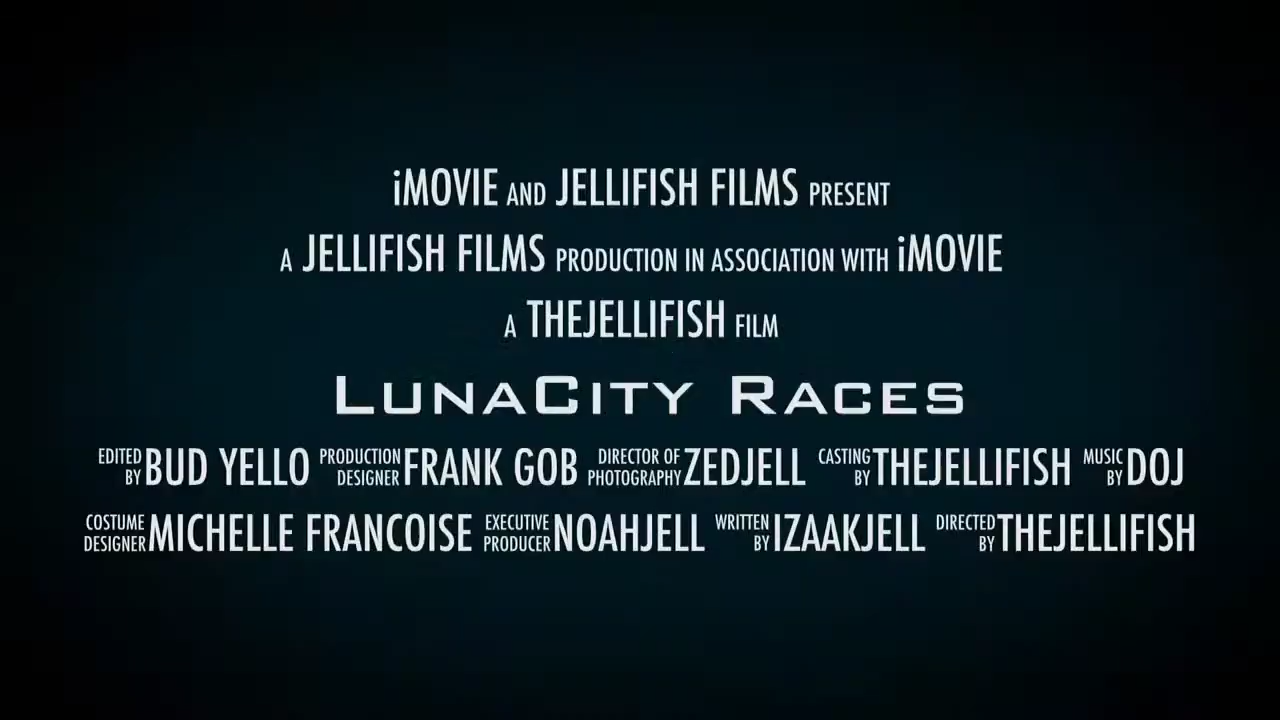 iMOVIE AND JELLIFISH FILMS PRESENT
A JELLIFISH FILMS PRODUCTION IN ASSOCIATION WITH iMOVIE
A THEJELLIFISH FILM
LUNACITY RACES
EDITED BY BUD YELLO PRODUCTION DESIGNER FRANK GOB DIRECTOR OF PHOTOGRAPHY ZEDJELL CASTING BY THEJELLIFISH MUSIC BY DOJ
COSTUME DESIGNER MICHELLE FRANCOISE EXECUTIVE PRODUCER NOAHJELL WRITTEN BY IZAAKJELL DIRECTED BY THEJELLIFISH